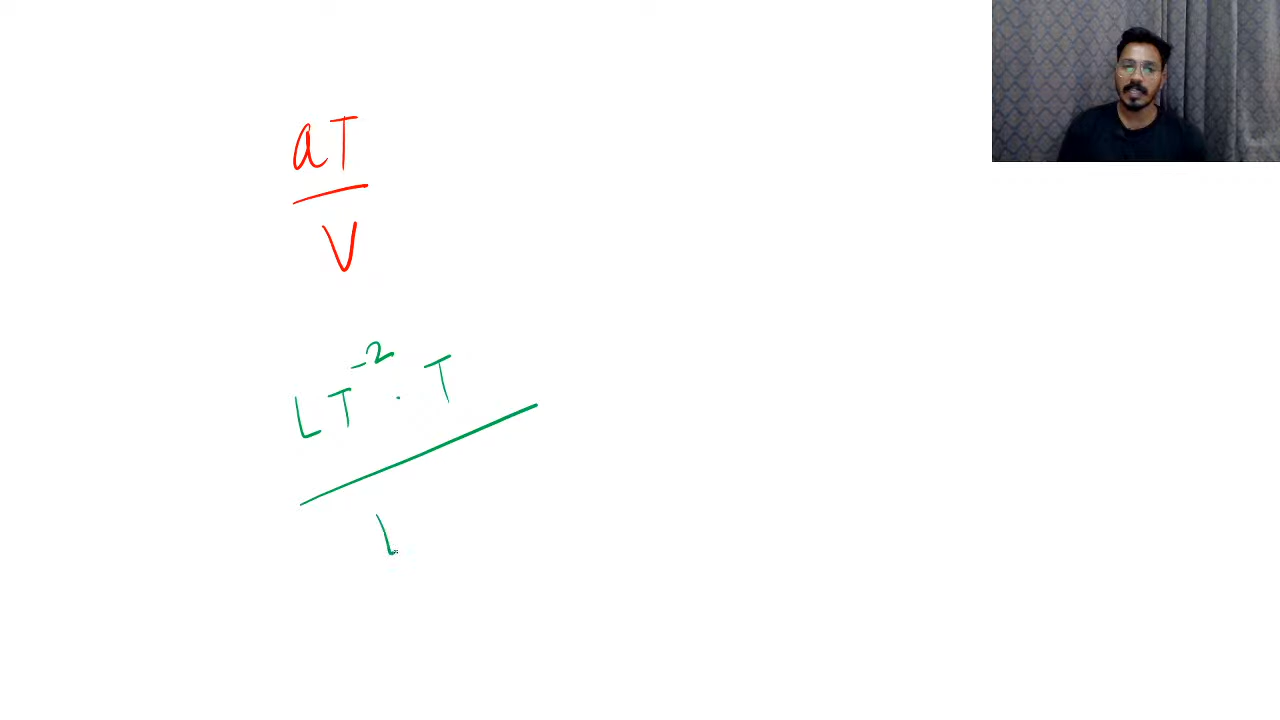 aT
V
LT⁻² · T
L